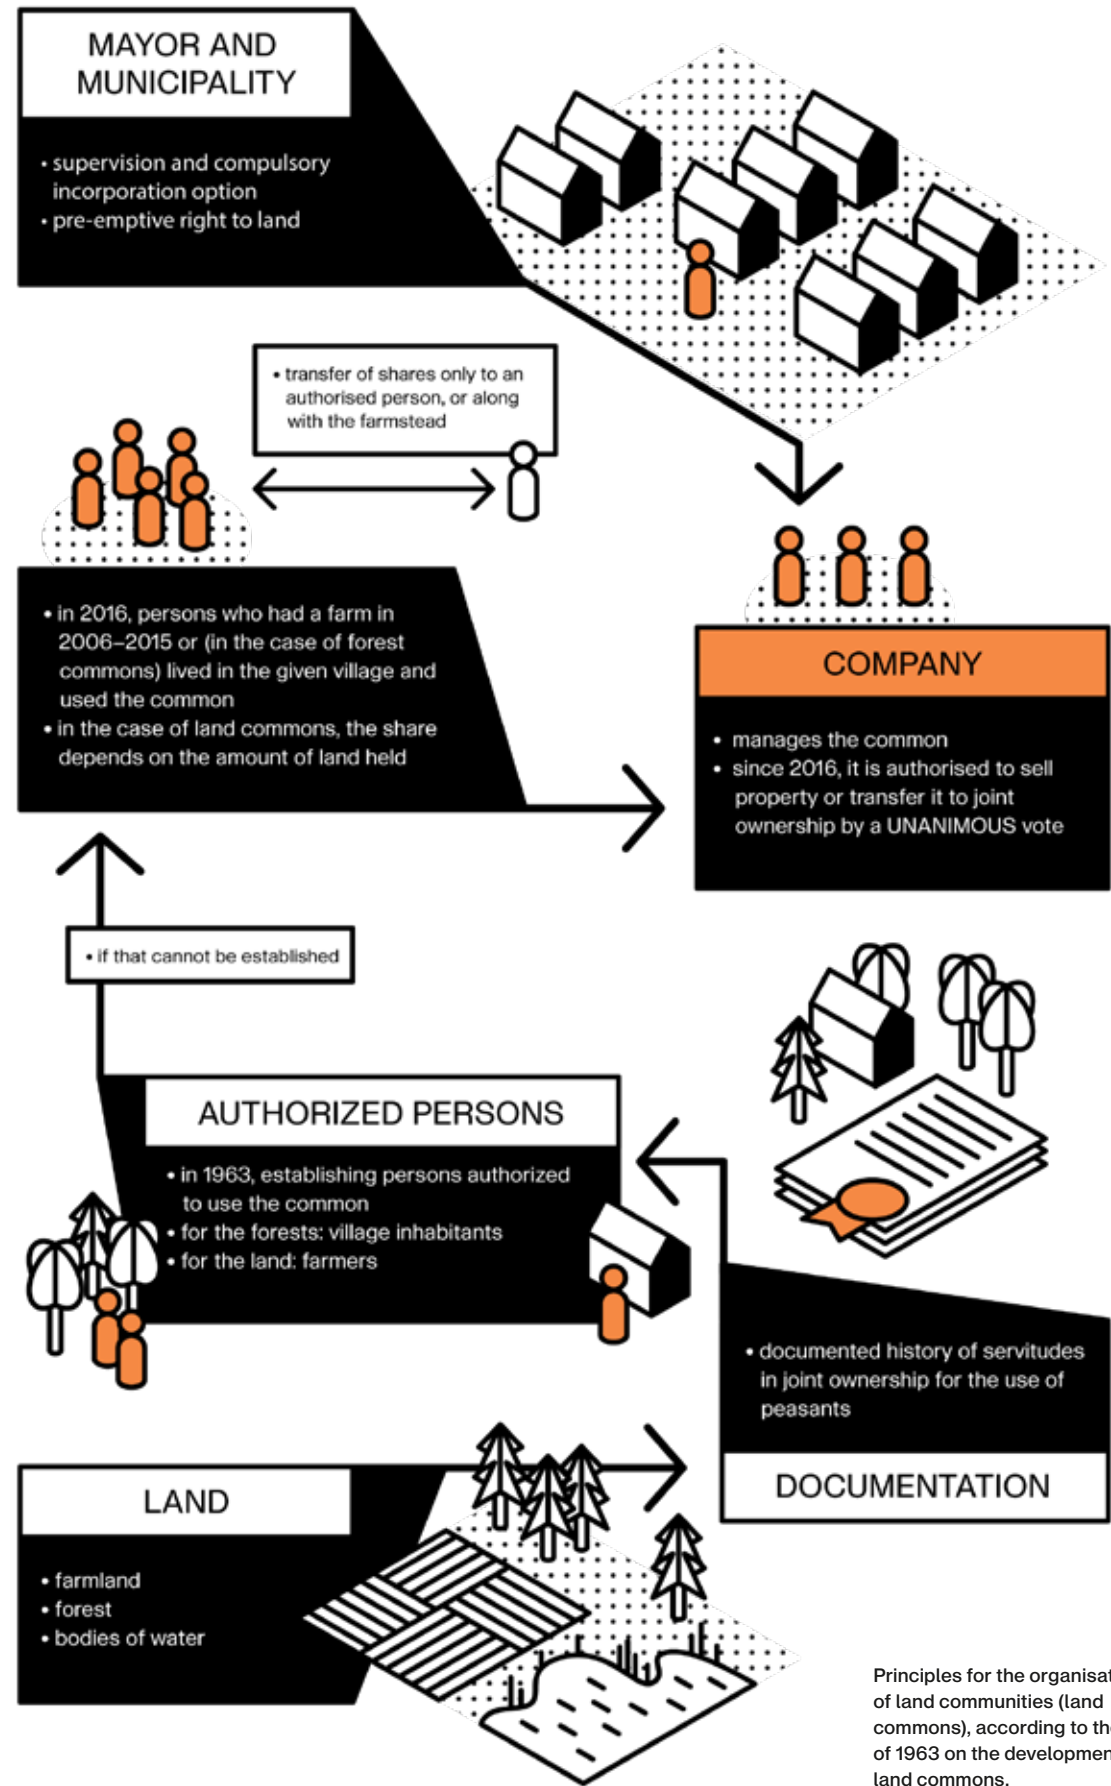 MAYOR AND
MUNICIPALITY
• supervision and compulsory
incorporation option
• pre-emptive right to land
• transfer of shares only to an
authorised person, or along
with the farmstead
• in 2016, persons who had a farm in
2006–2015 or (in the case of forest
commons) lived in the given village and
used the common
• in the case of land commons, the share
depends on the amount of land held
COMPANY
• manages the common
• since 2016, it is authorised to sell
property or transfer it to joint
ownership by a UNANIMOUS vote
• if that cannot be established
AUTHORIZED PERSONS
• in 1963, establishing persons authorized
to use the common
• for the forests: village inhabitants
• for the land: farmers
• documented history of servitudes
in joint ownership for the use of
peasants
DOCUMENTATION
LAND
• farmland
• forest
• bodies of water
Principles for the
of land communities (land
commons), according to
of 1963 on the
land commons.